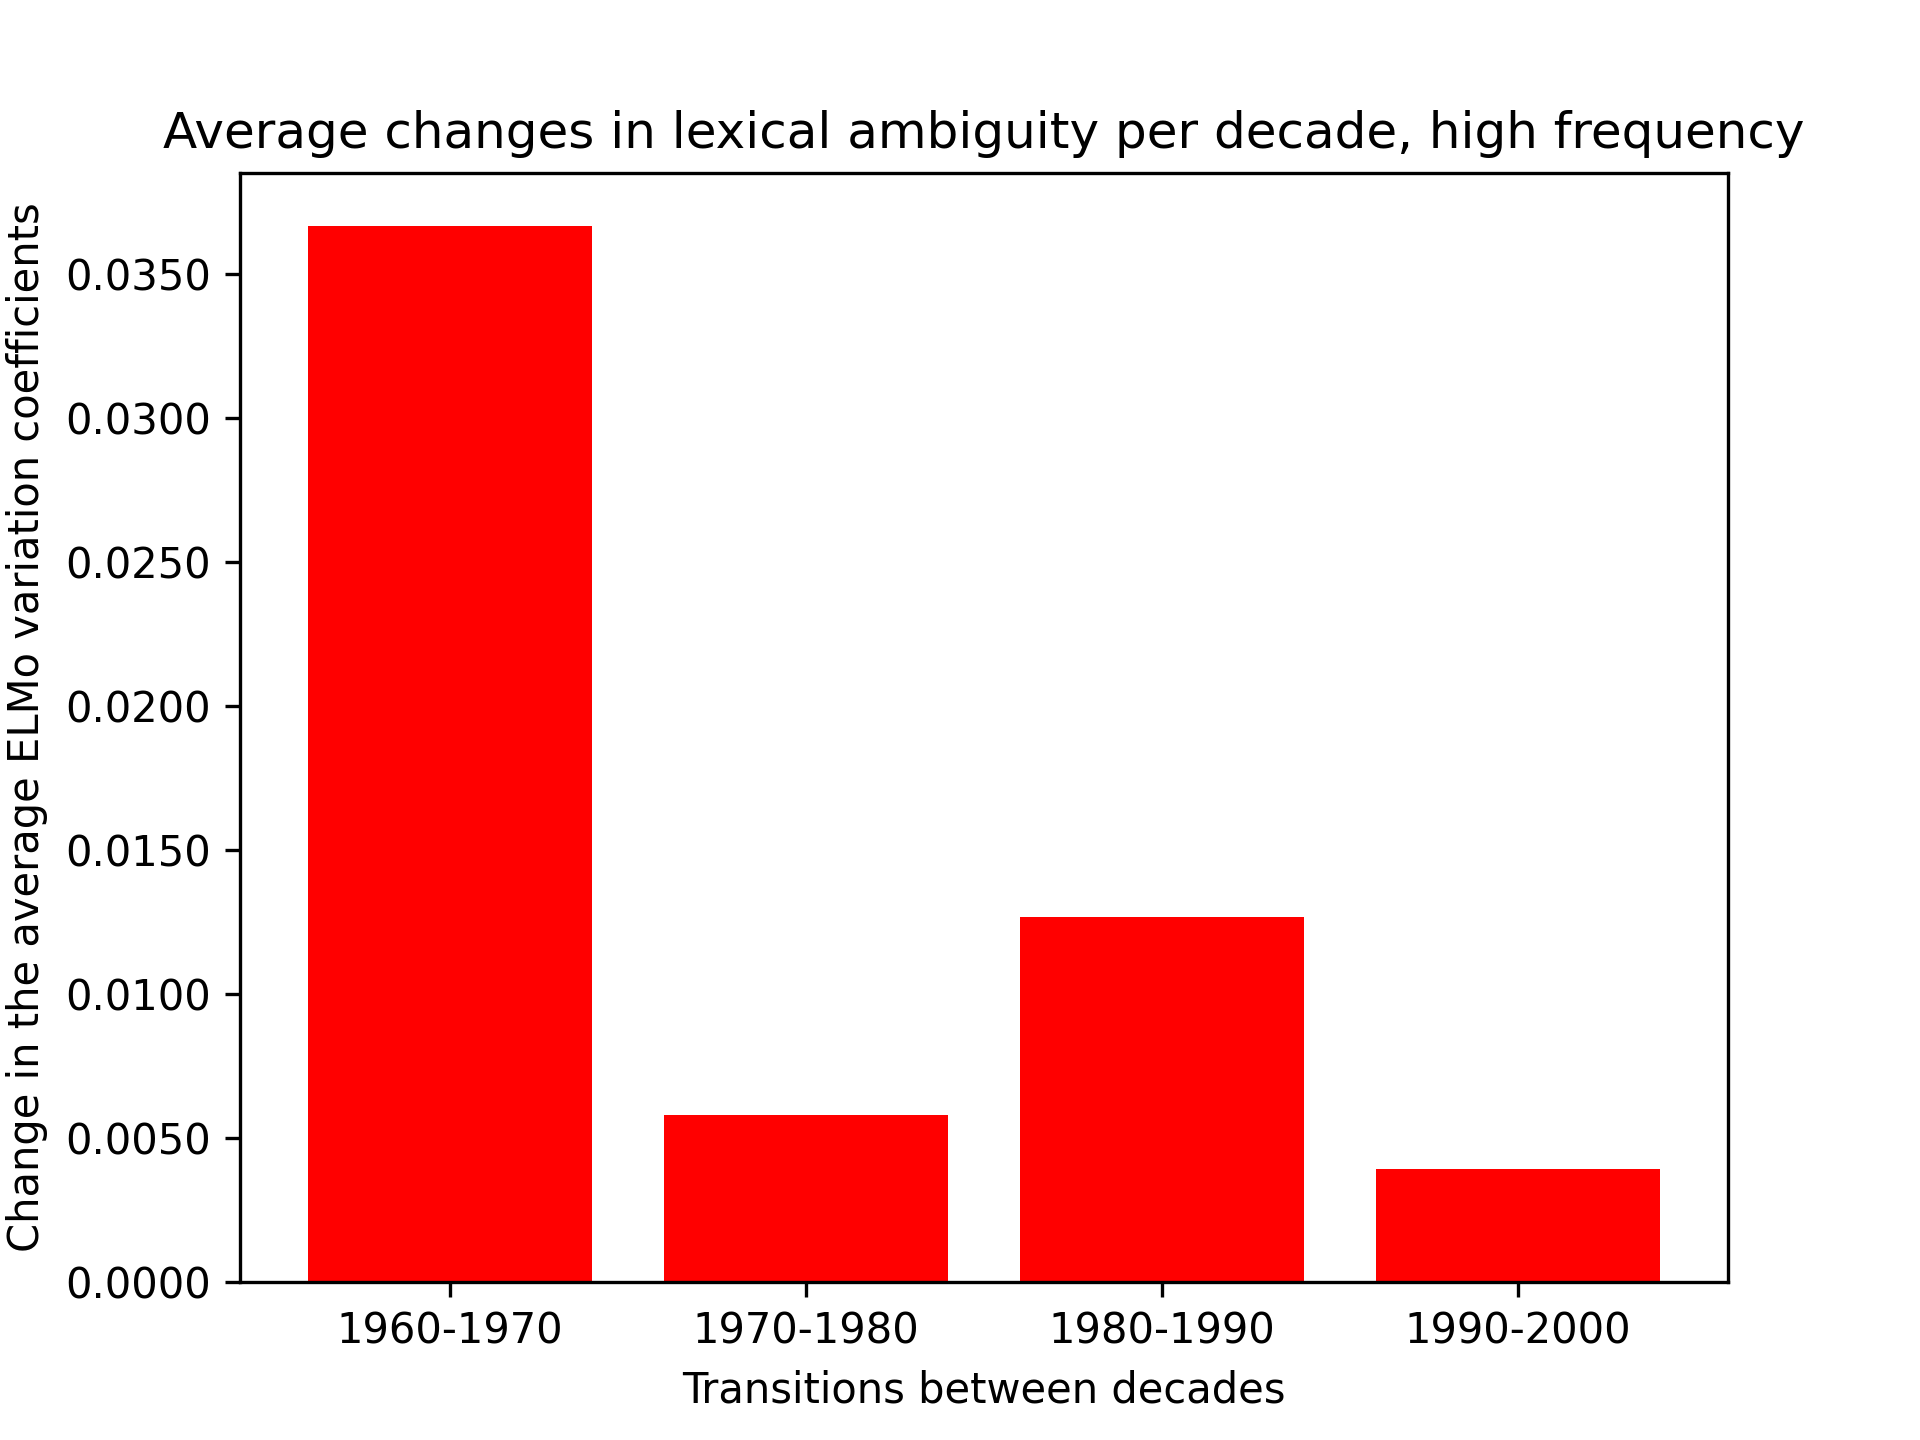 Average changes in lexical ambiguity per decade, high frequency
Change in the average ELMo variation coefficients
0.0350
0.0300
0.0250
0.0200
0.0150
0.0100
0.0050
0.0000
1960-1970 1970-1980 1980-1990 1990-2000
Transitions between decades